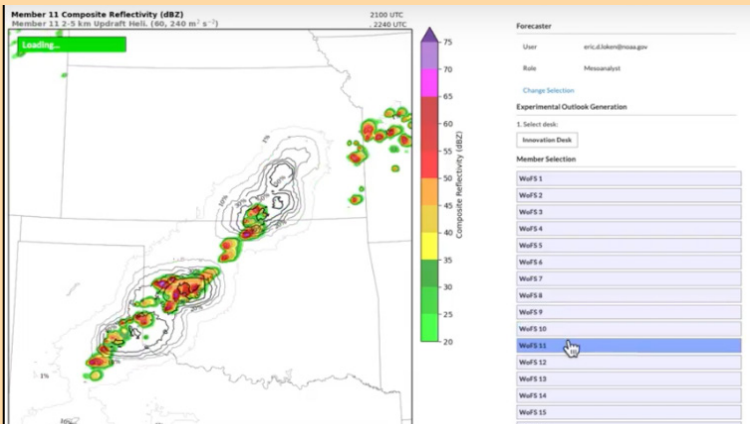 Member 11 Composite Reflectivity (dBZ)
2100 UTC
Member 11 2-5 km Updraft Heli. (60, 240 m² s⁻²)
2240 UTC
Loading...
75
70
65
60
55
50
45
40
35
30
25
20
Composite Reflectivity (dBZ)
1%
1%
Forecaster
User
eric.d.loken@noaa.gov
Role
Mesoanalyst
Change Selection
Experimental Outlook Generation
1. Select desk:
Innovation Desk
Member Selection
WoFS 1
WoFS 2
WoFS 3
WoFS 4
WoFS 5
WoFS 6
WoFS 7
WoFS 8
WoFS 9
WoFS 10
WoFS 11
WoFS 12
WoFS 13
WoFS 14
WoFS 15